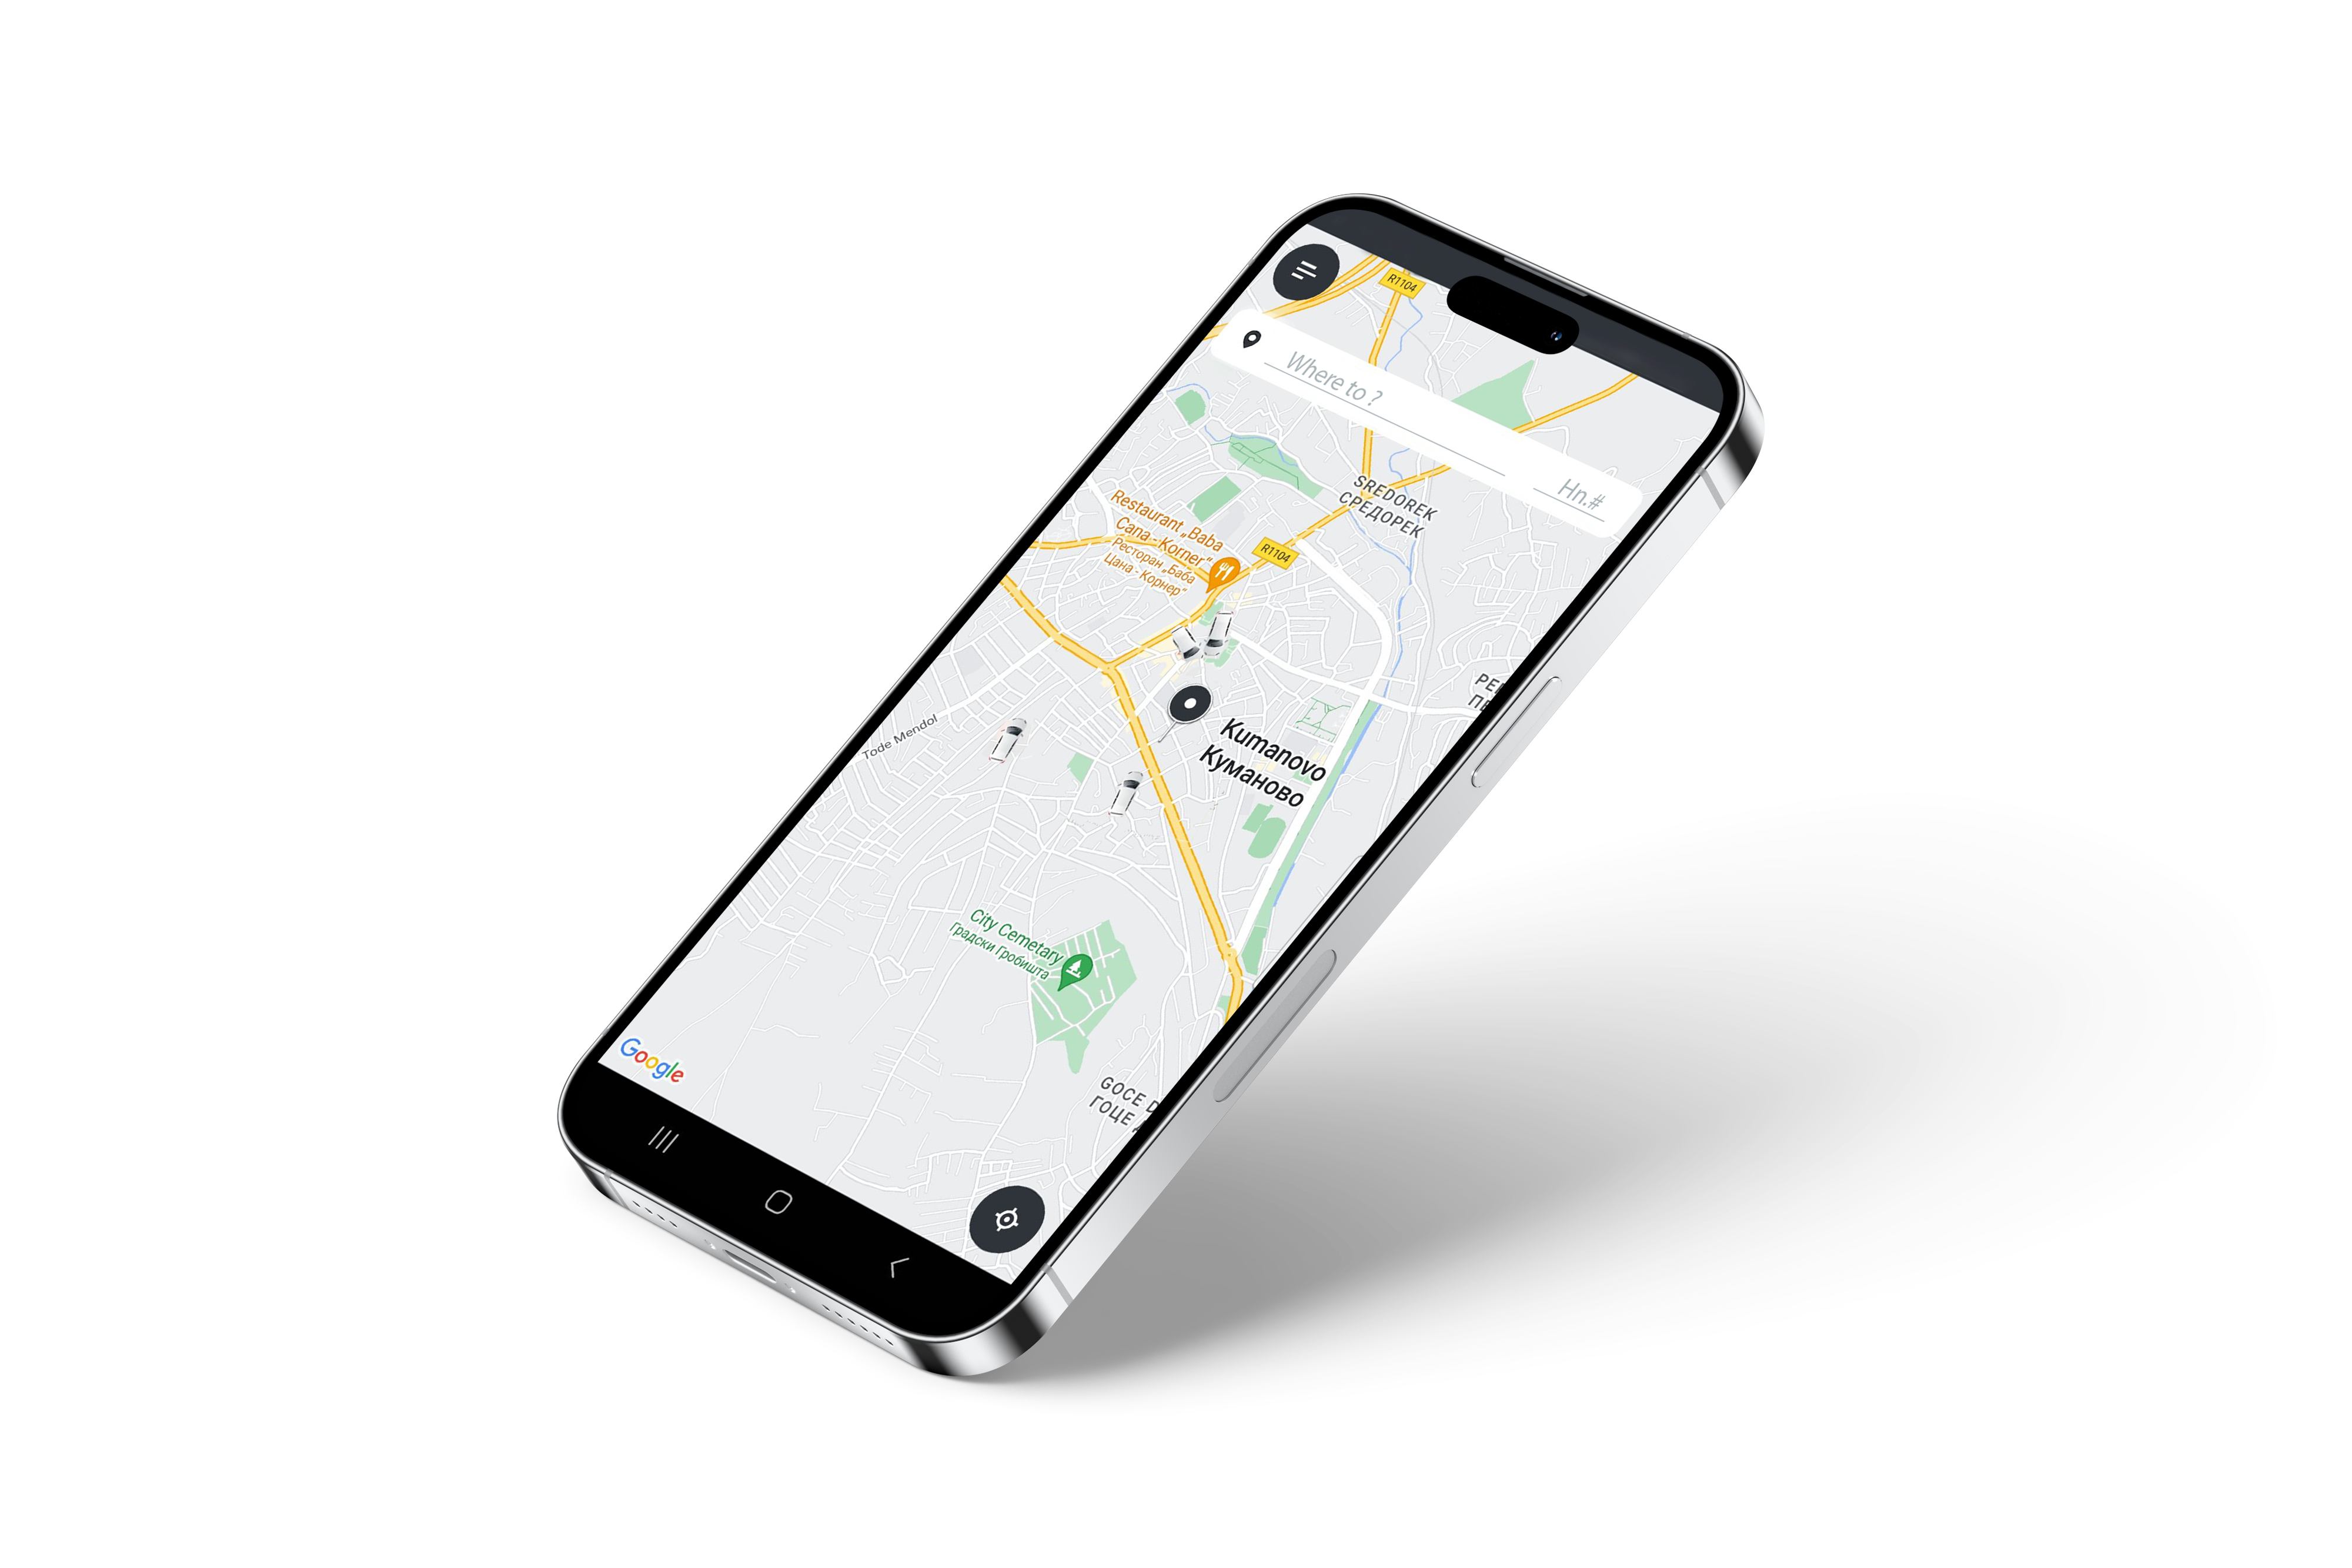 R1104
Where to ?
Hn.#
SREDOREK
СРЕДОРЕК
Restaurant „Baba
Cana - Korner“
Ресторан „Баба
Цана - Корнер“
R1104
Tode Mendol
Kumanovo
Куманово
City Cemetary
Градски Гробишта
GOCE D
ГОЦЕ
Google